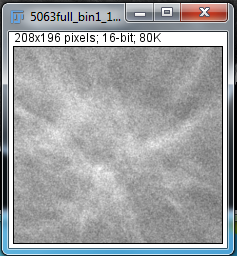 5063full_bin1_1...
208x196 pixels; 16-bit; 80K